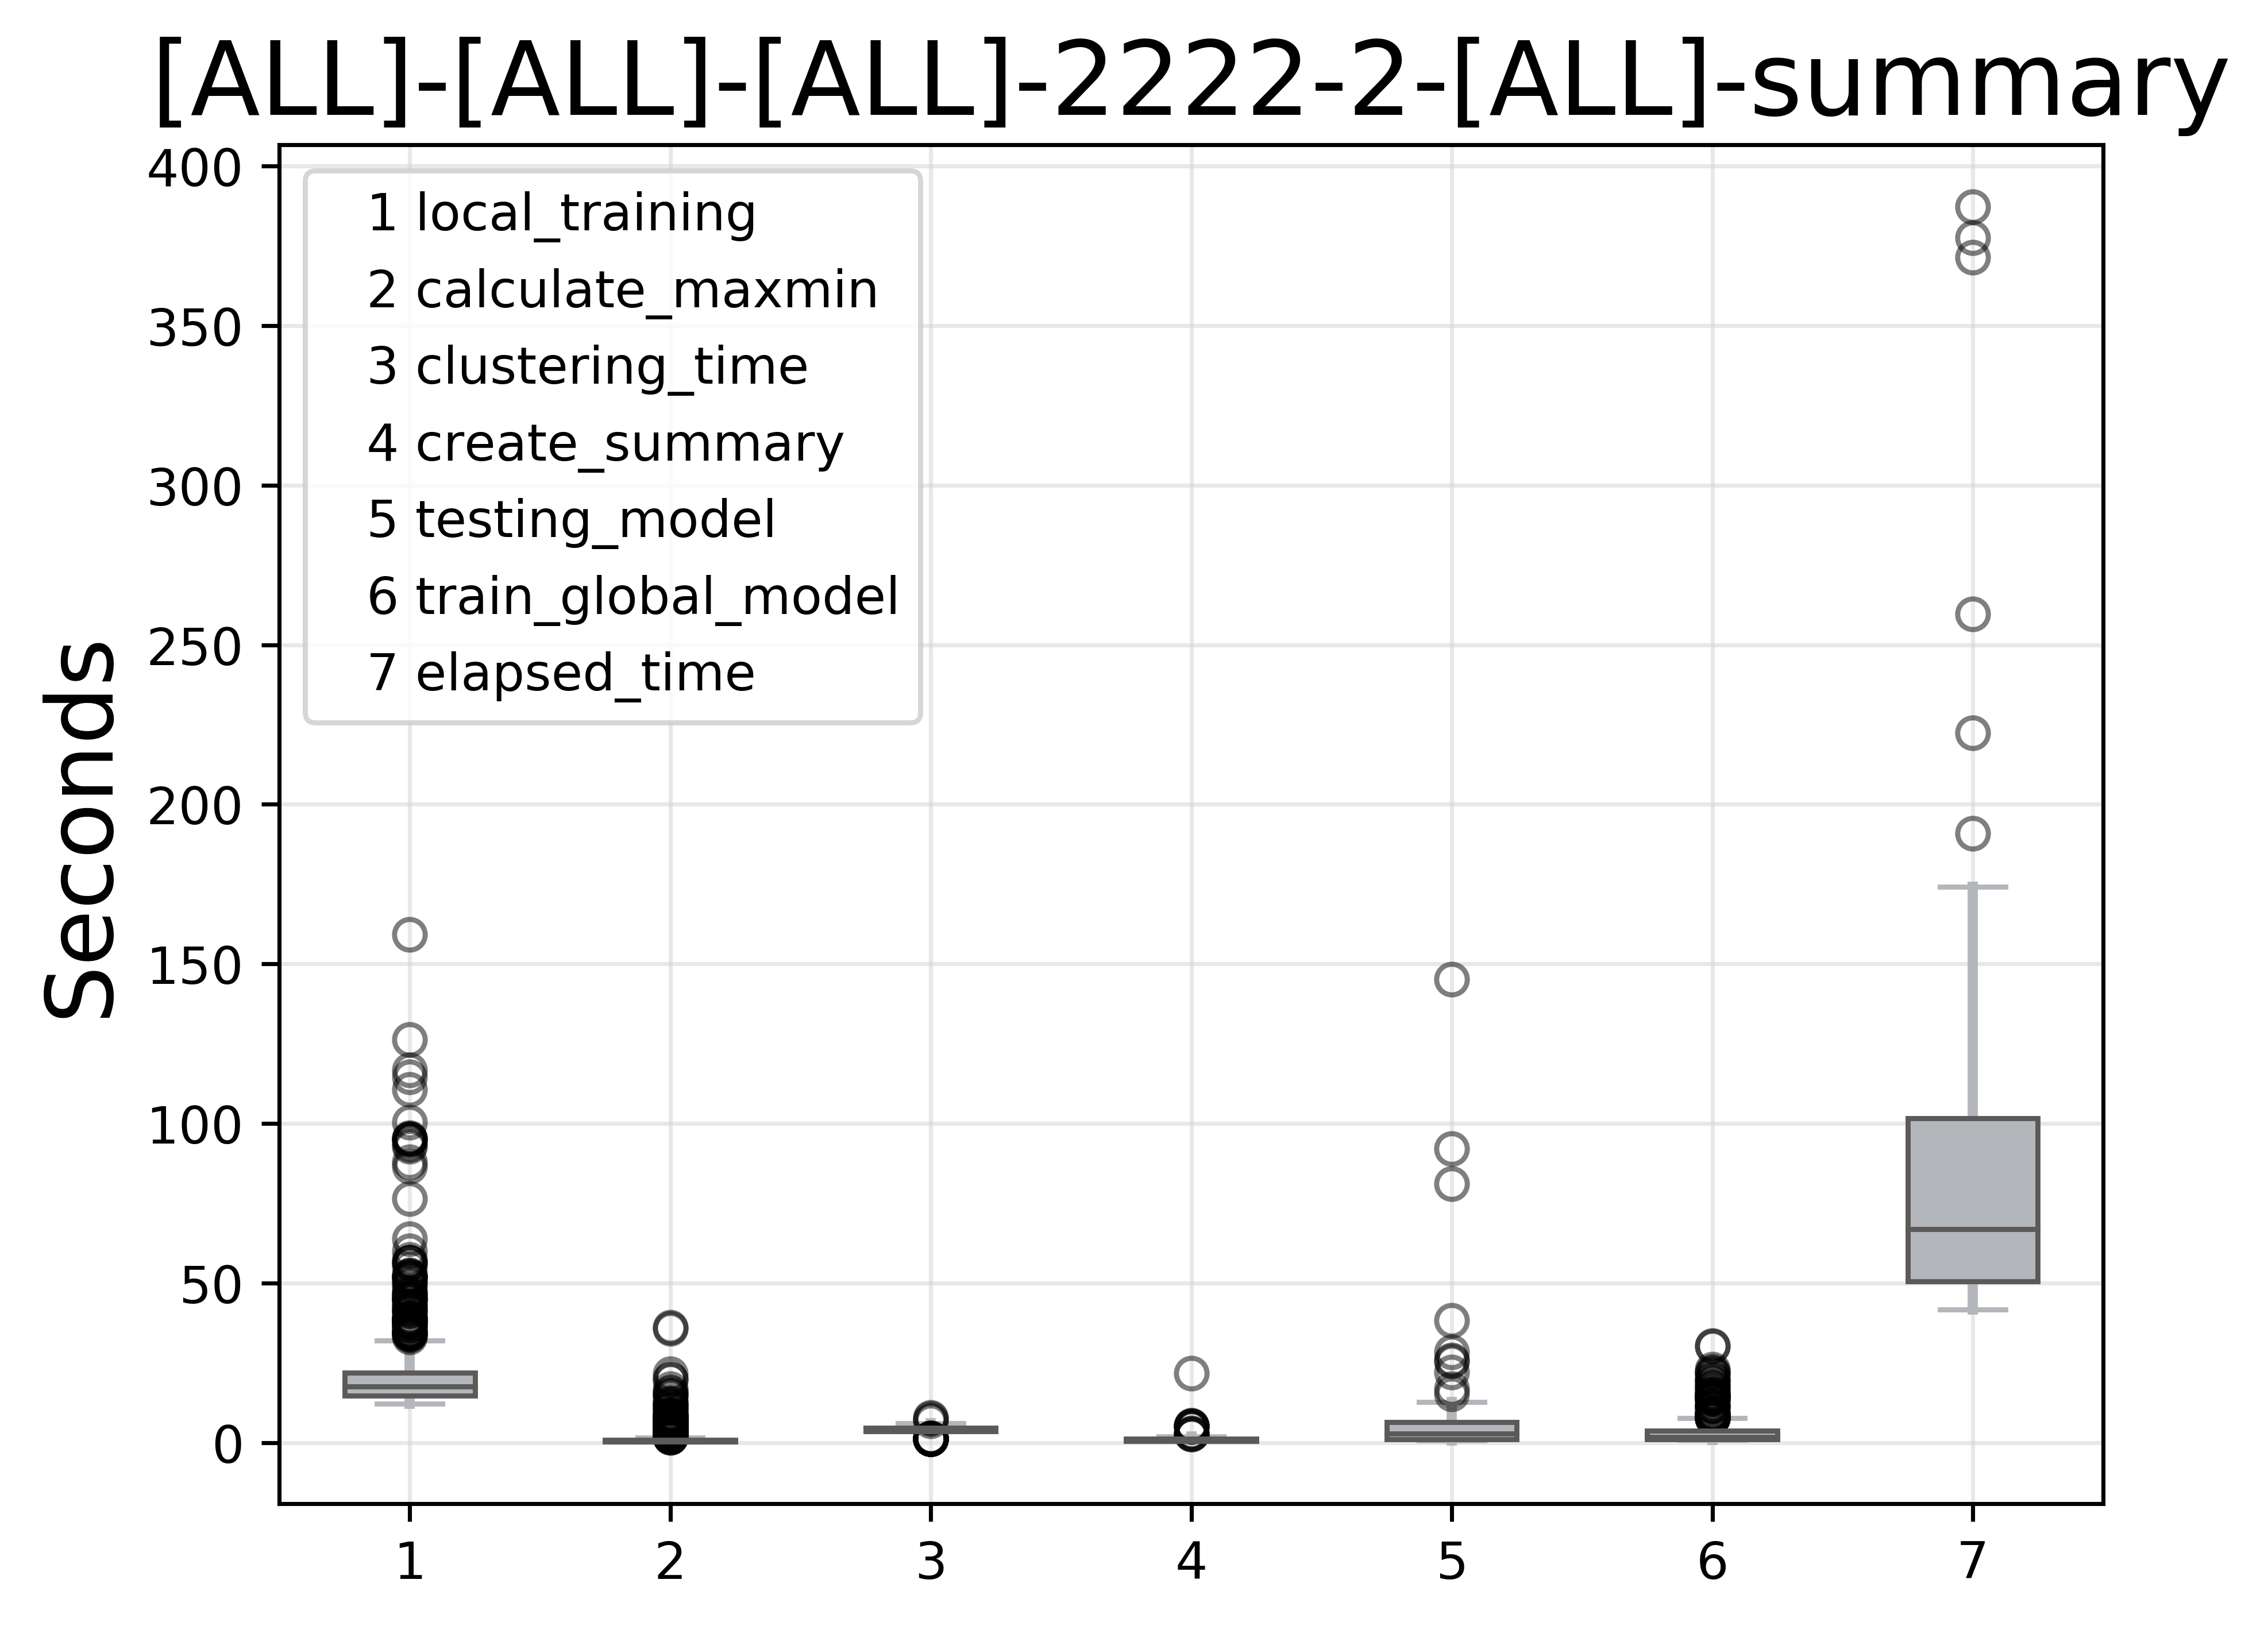 [ALL]-[ALL]-[ALL]-2222-2-[ALL]-summary
400
350
300
250
200
150
100
50
0
Seconds
1 local_training
2 calculate_maxmin
3 clustering_time
4 create_summary
5 testing_model
6 train_global_model
7 elapsed_time
1 2 3 4 5 6 7